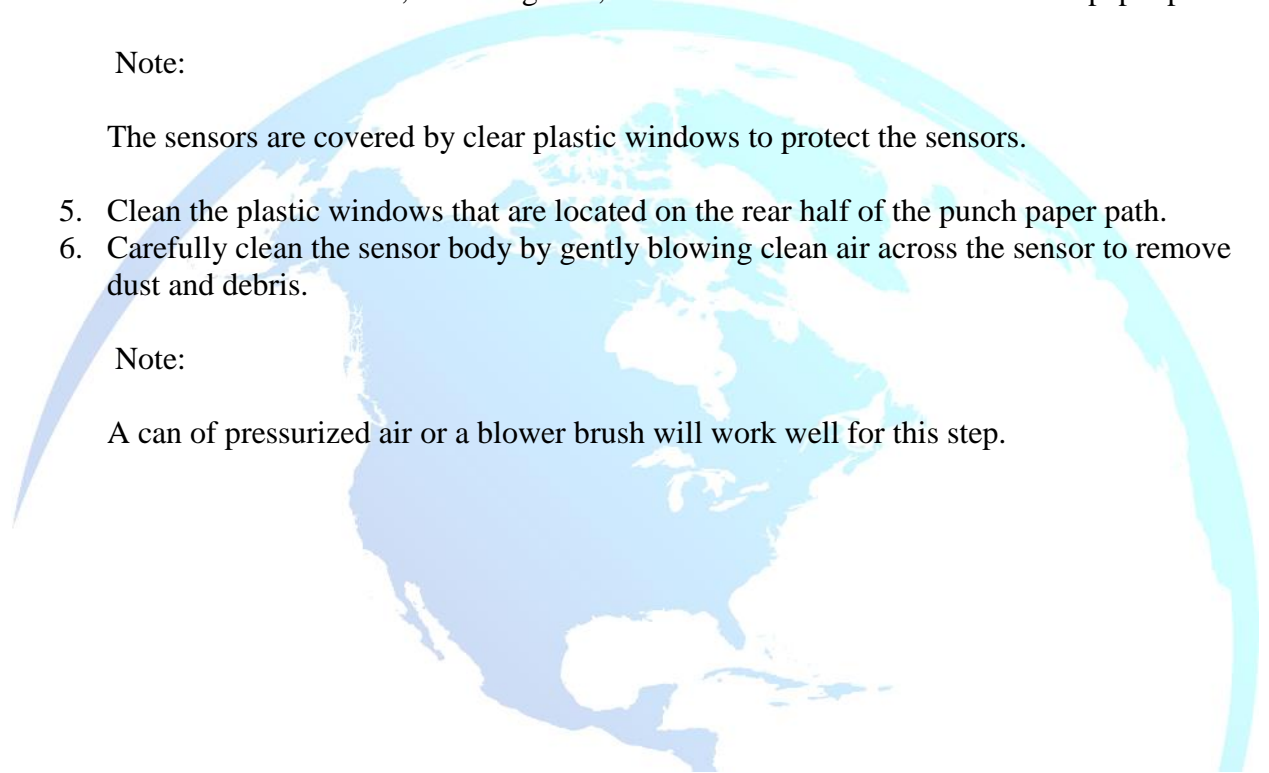 Note:
The sensors are covered by clear plastic windows to protect the sensors.
5. Clean the plastic windows that are located on the rear half of the punch paper path.
6. Carefully clean the sensor body by gently blowing clean air across the sensor to remove
dust and debris.
Note:
A can of pressurized air or a blower brush will work well for this step.